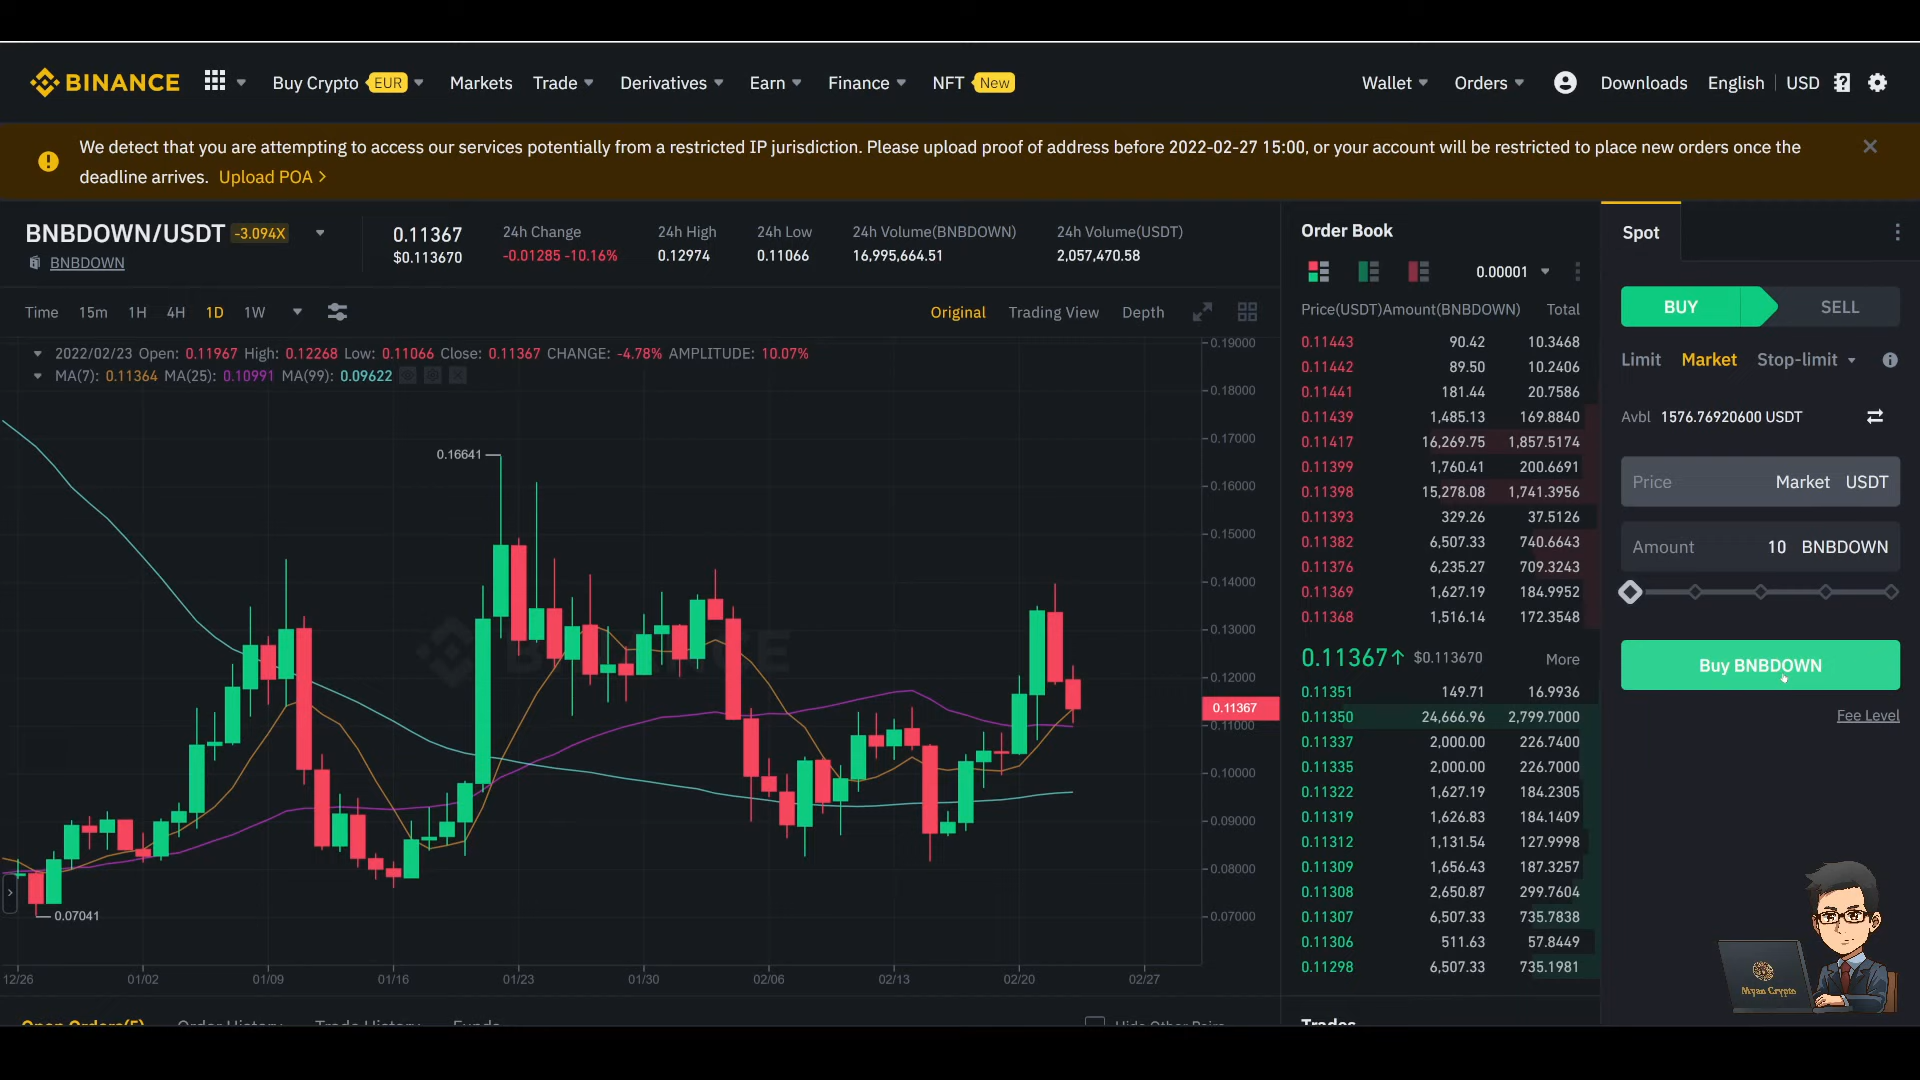 BINANCE
Buy Crypto EUR
Markets
Trade
Derivatives
Earn
Finance
NFT New
Wallet
Orders
Downloads
English
USD
We detect that you are attempting to access our services potentially from a restricted IP jurisdiction. Please upload proof of address before 2022-02-27 15:00, or your account will be restricted to place new orders once the
deadline arrives. Upload POA >
BNBDOWN/USDT -3.094X
BNBDOWN
0.11367
$0.113670
24h Change
-0.01285 -10.16%
24h High
0.12974
24h Low
0.11066
24h Volume(BNBDOWN)
16,995,664.51
24h Volume(USDT)
2,057,470.58
Time 15m 1H 4H 1D 1W
Original Trading View Depth
2022/02/23 Open: 0.11967 High: 0.12268 Low: 0.11066 Close: 0.11367 CHANGE: -4.78% AMPLITUDE: 10.07%
MA(7): 0.11364 MA(25): 0.10991 MA(99): 0.09622
0.16641
0.07041
0.19000
0.18000
0.17000
0.16000
0.15000
0.14000
0.13000
0.12000
0.11367
0.11000
0.10000
0.09000
0.08000
0.07000
12/26 01/02 01/09 01/16 01/23 01/30 02/06 02/13 02/20 02/27
Open Orders(5) Order History Trade History Funds
Hide Other Pairs
Order Book
0.00001
Price(USDT) Amount(BNBDOWN) Total
0.11443 90.42 10.3468
0.11442 89.50 10.2406
0.11441 181.44 20.7586
0.11439 1,485.13 169.8840
0.11417 16,269.75 1,857.5174
0.11399 1,760.41 200.6691
0.11398 15,278.08 1,741.3956
0.11393 329.26 37.5126
0.11382 6,507.33 740.6643
0.11376 6,235.27 709.3243
0.11369 1,627.19 184.9952
0.11368 1,516.14 172.3548
0.11367↑ $0.113670 More
0.11351 149.71 16.9936
0.11350 24,666.96 2,799.7000
0.11337 2,000.00 226.7400
0.11335 2,000.00 226.7000
0.11322 1,627.19 184.2305
0.11319 1,626.83 184.1409
0.11312 1,131.54 127.9998
0.11309 1,656.43 187.3257
0.11308 2,650.87 299.7604
0.11307 6,507.33 735.7838
0.11306 511.63 57.8449
0.11298 6,507.33 735.1981
Trades
Spot
BUY SELL
Limit Market Stop-limit
Avbl 1576.76920600 USDT
Price Market USDT
Amount 10 BNBDOWN
Buy BNBDOWN
Fee Level
Myan Crypto